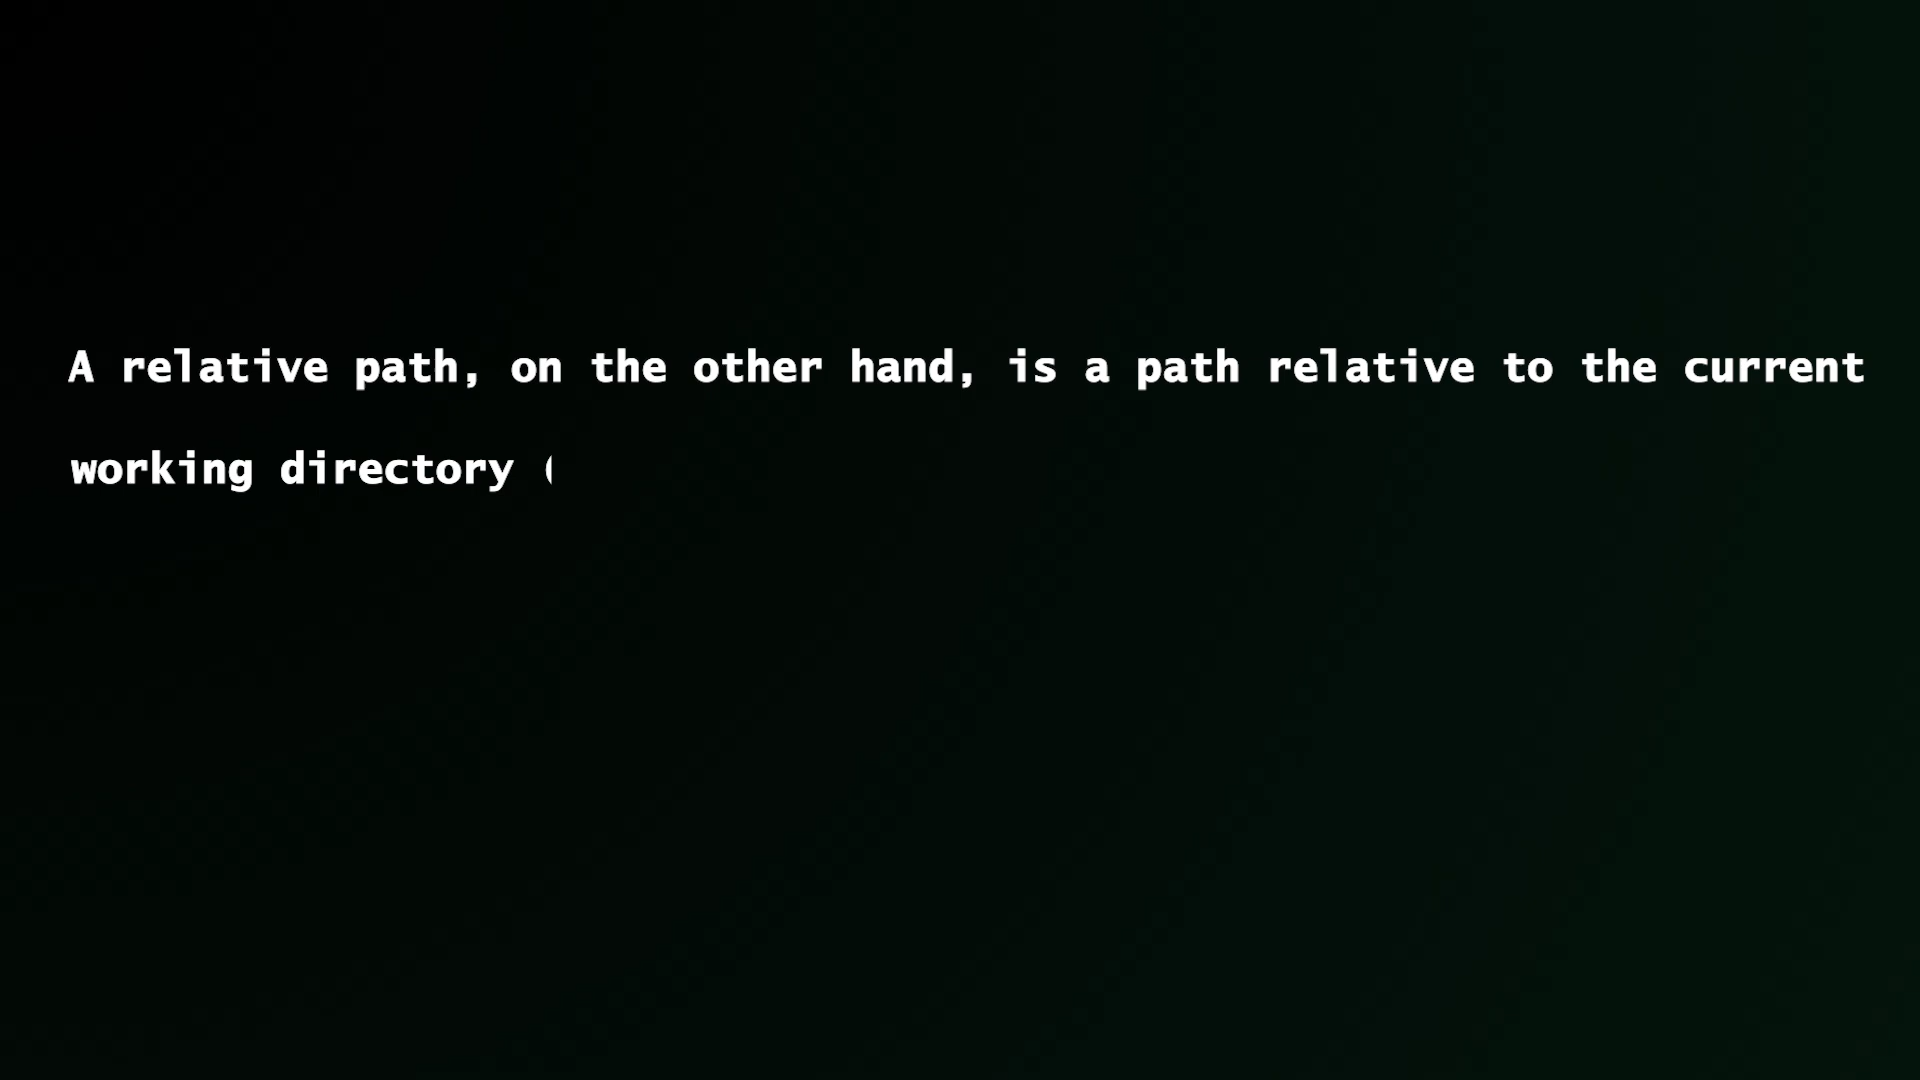 A relative path, on the other hand, is a path relative to the current
working directory (